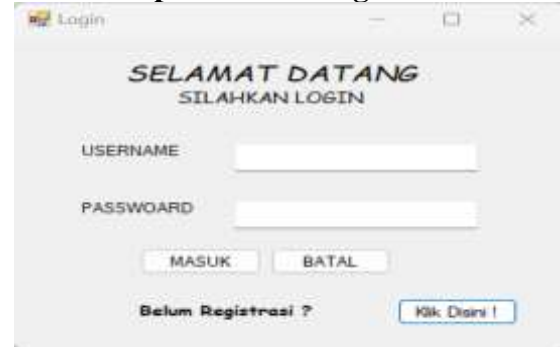 Login
SELAMAT DATANG
SILAHKAN LOGIN
USERNAME
PASSWOARD
MASUK BATAL
Belum Registrasi ? Klik Disini !